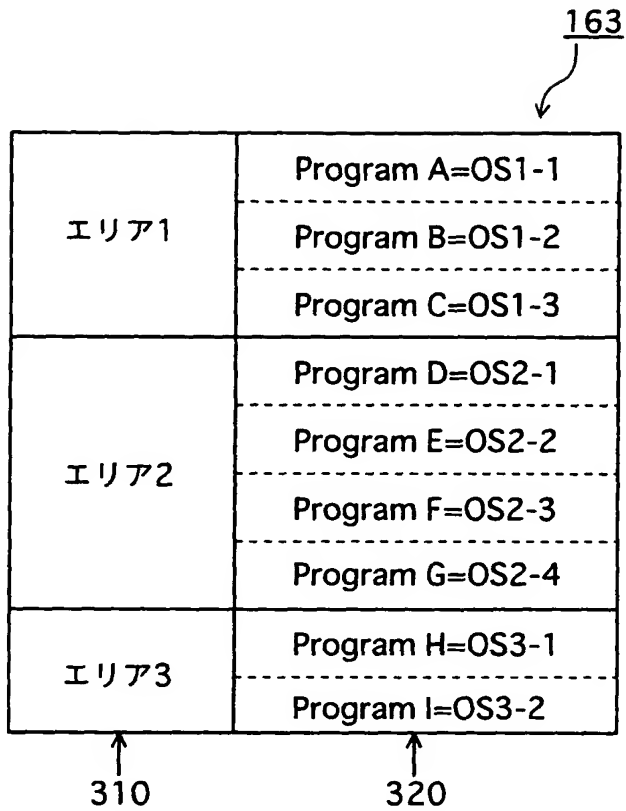 163
エリア1
Program A=OS1-1
Program B=OS1-2
Program C=OS1-3
エリア2
Program D=OS2-1
Program E=OS2-2
Program F=OS2-3
Program G=OS2-4
エリア3
Program H=OS3-1
Program I=OS3-2
310
320